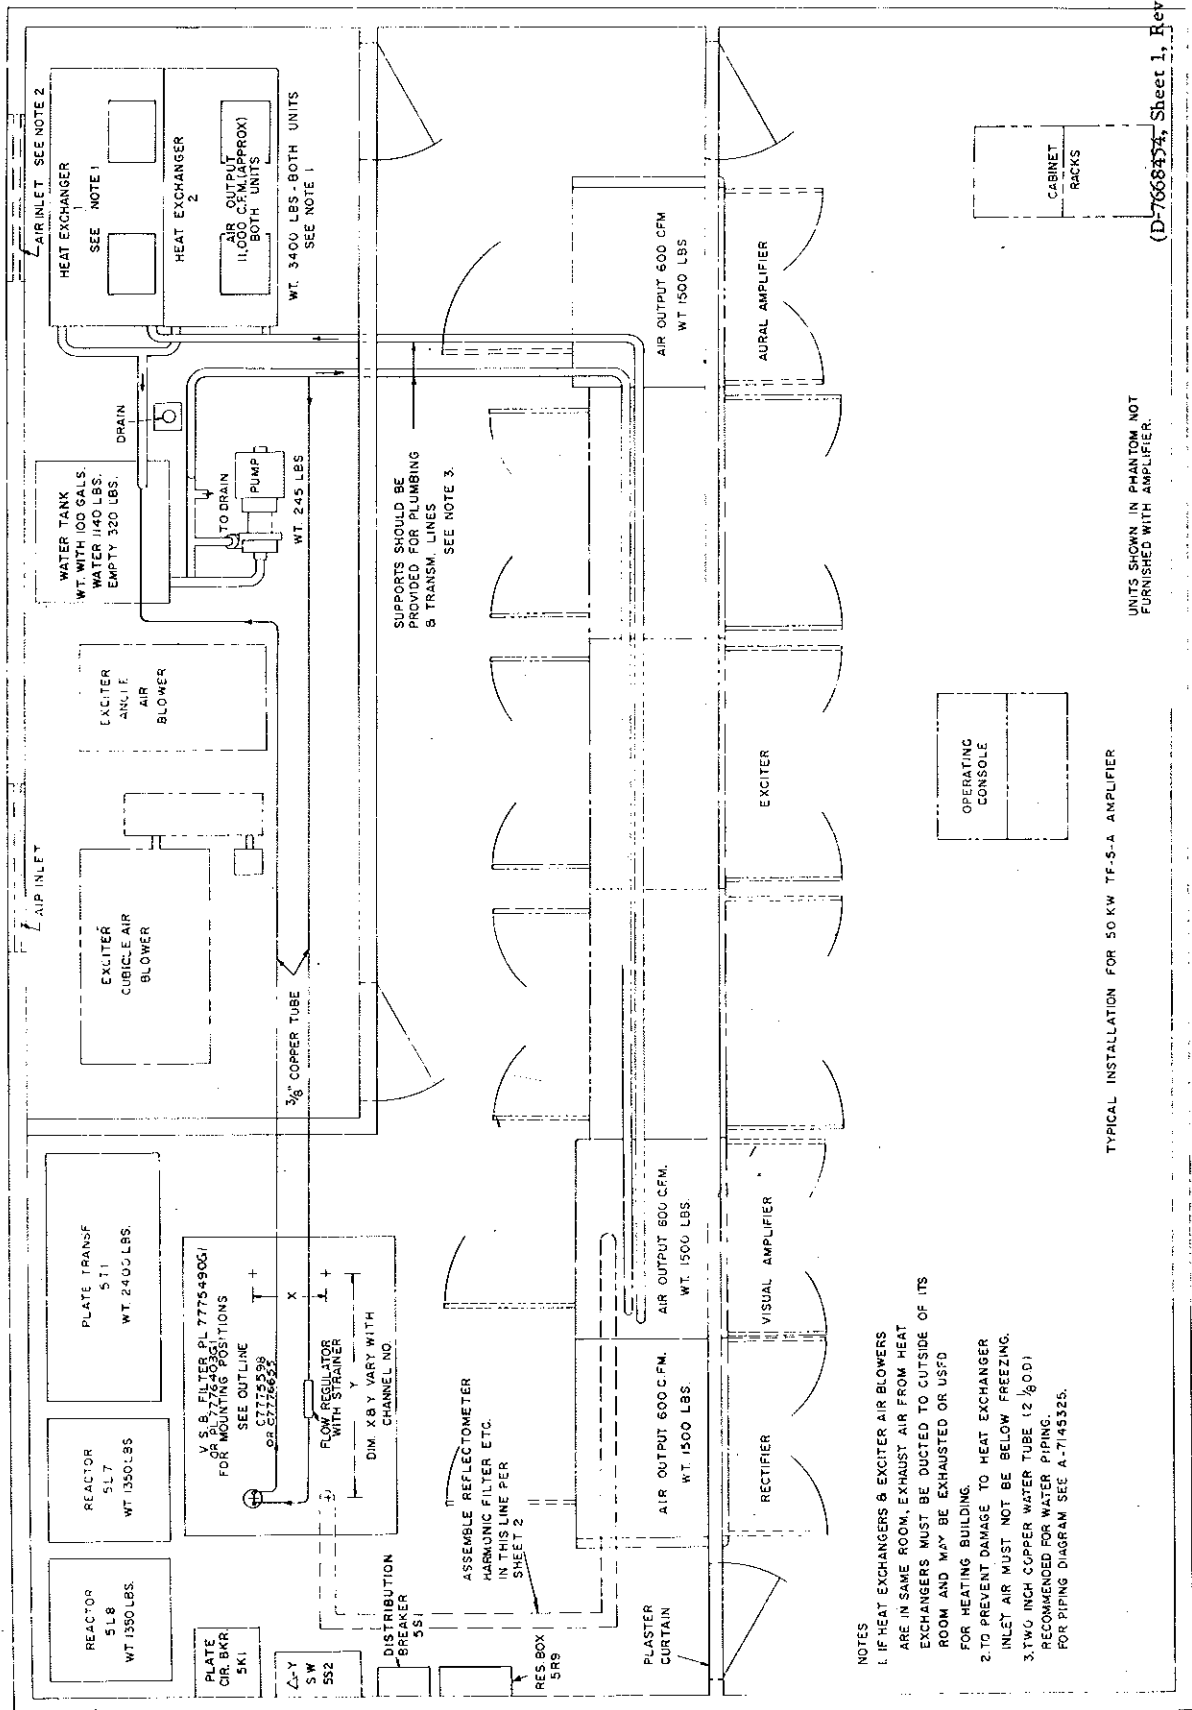 REACTOR
5L8
WT 1350 LBS.
REACTOR
5L7
WT 1350 LBS
PLATE TRANSF
5T1
WT. 2400 LBS.
AIR INLET
EXCITER
CUBICLE AIR
BLOWER
EXCITER
AIR
BLOWER
WATER TANK
WT. WITH 100 GALS.
WATER 1140 LBS.
EMPTY 320 LBS.
DRAIN
TO DRAIN
PUMP
WT. 245 LBS
AIR INLET SEE NOTE 2
HEAT EXCHANGER
1
SEE NOTE 1
HEAT EXCHANGER
2
AIR OUTPUT
11,000 C.F.M. (APPROX)
BOTH UNITS
WT. 3400 LBS - BOTH UNITS
SEE NOTE 1
PLATE
CIR. BKR.
5K1
Δ-Y
SW
5S2
DISTRIBUTION
BREAKER
5S1
RES. BOX
5R9
V.S.B. FILTER PL 7775490G1
OR PL 7776403G1
FOR MOUNTING POSITIONS
SEE OUTLINE
C7775598
OR C7776655
X
FLOW REGULATOR
WITH STRAINER
Y
DIM. X & Y VARY WITH
CHANNEL NO.
3/8" COPPER TUBE
SUPPORTS SHOULD BE
PROVIDED FOR PLUMBING
& TRANSM. LINES
SEE NOTE 3.
ASSEMBLE REFLECTOMETER
HARMONIC FILTER ETC.
IN THIS LINE PER
SHEET 2
PLASTER
CURTAIN
AIR OUTPUT 600 C.F.M.
WT. 1500 LBS.
RECTIFIER
AIR OUTPUT 600 C.F.M.
WT. 1500 LBS.
VISUAL AMPLIFIER
EXCITER
AIR OUTPUT 600 CFM
WT 1500 LBS
AURAL AMPLIFIER
OPERATING
CONSOLE
CABINET
RACKS
NOTES
1. IF HEAT EXCHANGERS & EXCITER AIR BLOWERS
ARE IN SAME ROOM, EXHAUST AIR FROM HEAT
EXCHANGERS MUST BE DUCTED TO OUTSIDE OF ITS
ROOM AND MAY BE EXHAUSTED OR USED
FOR HEATING BUILDING.
2. TO PREVENT DAMAGE TO HEAT EXCHANGER
INLET AIR MUST NOT BE BELOW FREEZING.
3. TWO INCH COPPER WATER TUBE (2 1/8 O.D.)
RECOMMENDED FOR WATER PIPING.
FOR PIPING DIAGRAM SEE A-7145325.
UNITS SHOWN IN PHANTOM NOT
FURNISHED WITH AMPLIFIER.
TYPICAL INSTALLATION FOR 50 KW TF-5-A AMPLIFIER
(D-7668454, Sheet 1, Rev